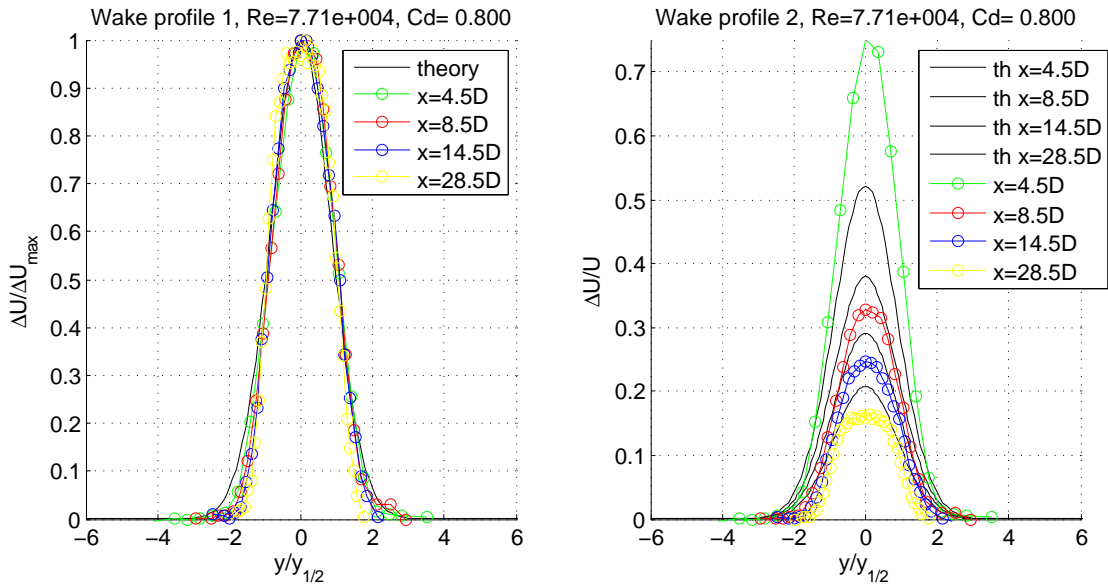 Wake profile 1, Re=7.71e+004, Cd= 0.800
1
0.9
0.8
0.7
0.6
0.5
0.4
0.3
0.2
0.1
0
ΔU/ΔU_max
−6 −4 −2 0 2 4 6
y/y_1/2
theory
x=4.5D
x=8.5D
x=14.5D
x=28.5D
Wake profile 2, Re=7.71e+004, Cd= 0.800
0.7
0.6
0.5
0.4
0.3
0.2
0.1
0
ΔU/U
−6 −4 −2 0 2 4 6
y/y_1/2
th x=4.5D
th x=8.5D
th x=14.5D
th x=28.5D
x=4.5D
x=8.5D
x=14.5D
x=28.5D